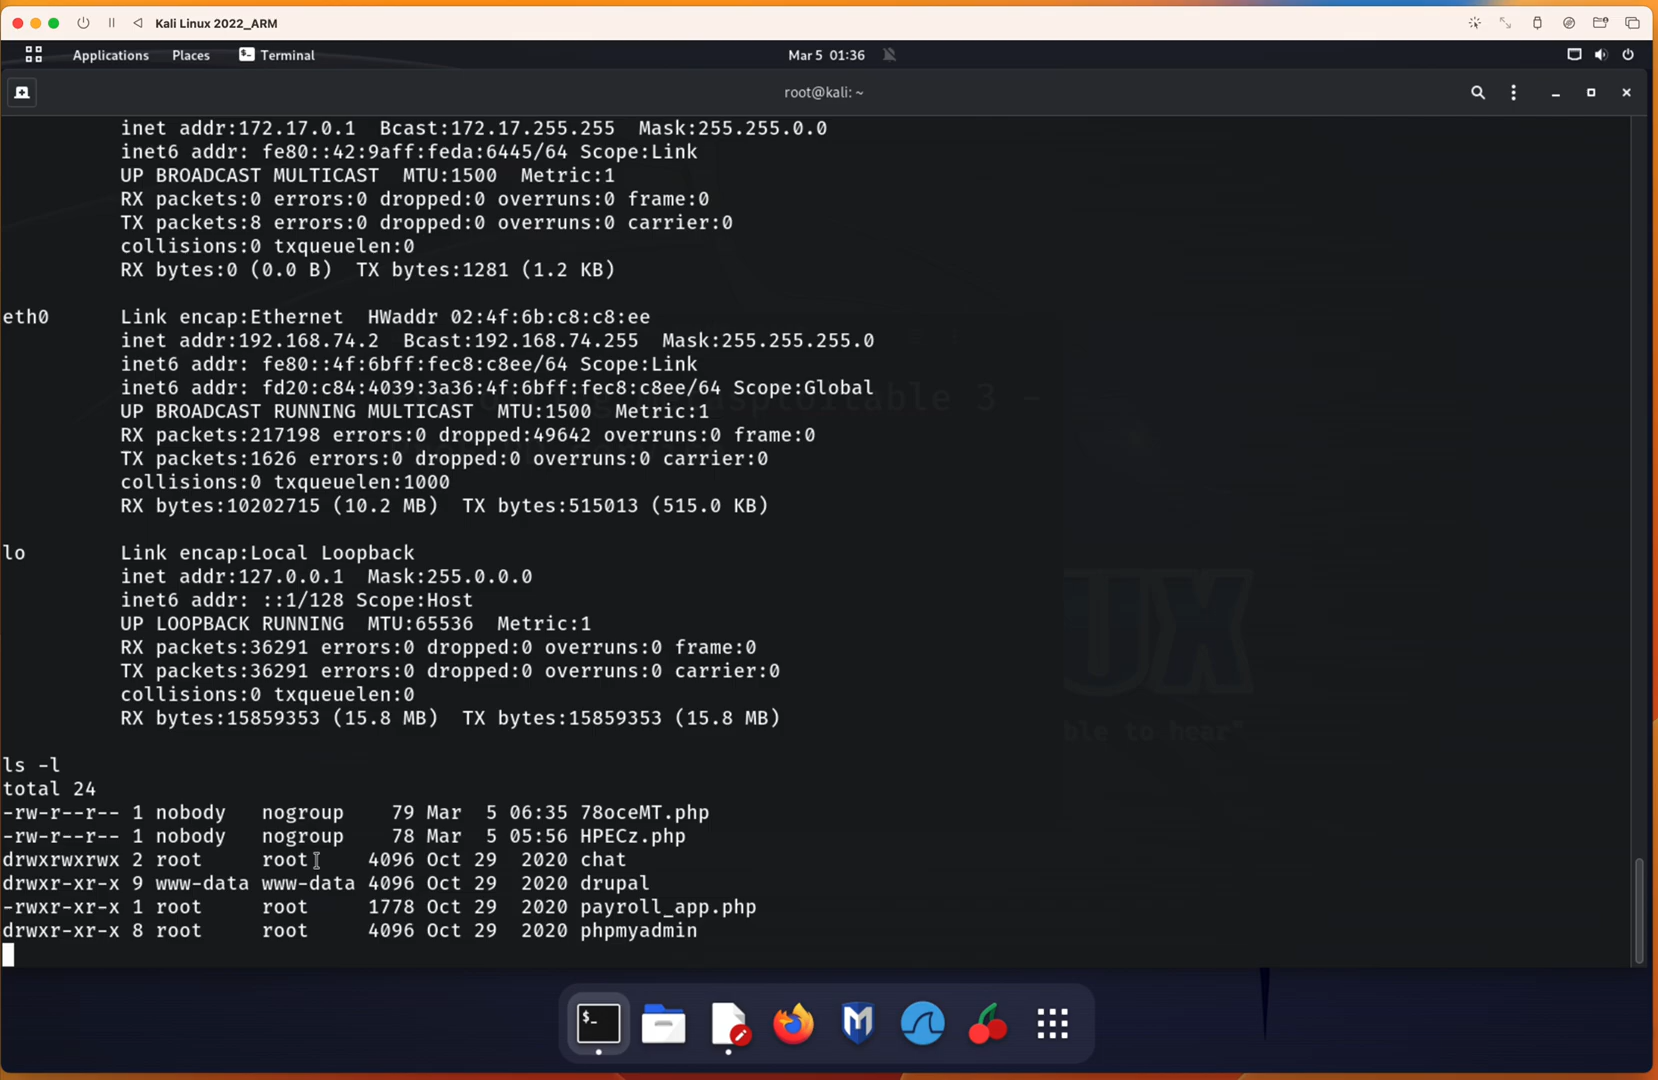 Kali Linux 2022_ARM
Applications Places Terminal Mar 5 01:36
root@kali: ~
inet addr:172.17.0.1 Bcast:172.17.255.255 Mask:255.255.0.0
inet6 addr: fe80::42:9aff:feda:6445/64 Scope:Link
UP BROADCAST MULTICAST MTU:1500 Metric:1
RX packets:0 errors:0 dropped:0 overruns:0 frame:0
TX packets:8 errors:0 dropped:0 overruns:0 carrier:0
collisions:0 txqueuelen:0
RX bytes:0 (0.0 B) TX bytes:1281 (1.2 KB)
eth0 Link encap:Ethernet HWaddr 02:4f:6b:c8:c8:ee
inet addr:192.168.74.2 Bcast:192.168.74.255 Mask:255.255.255.0
inet6 addr: fe80::4f:6bff:fec8:c8ee/64 Scope:Link
inet6 addr: fd20:c84:4039:3a36:4f:6bff:fec8:c8ee/64 Scope:Global
UP BROADCAST RUNNING MULTICAST MTU:1500 Metric:1
RX packets:217198 errors:0 dropped:49642 overruns:0 frame:0
TX packets:1626 errors:0 dropped:0 overruns:0 carrier:0
collisions:0 txqueuelen:1000
RX bytes:10202715 (10.2 MB) TX bytes:515013 (515.0 KB)
lo Link encap:Local Loopback
inet addr:127.0.0.1 Mask:255.0.0.0
inet6 addr: ::1/128 Scope:Host
UP LOOPBACK RUNNING MTU:65536 Metric:1
RX packets:36291 errors:0 dropped:0 overruns:0 frame:0
TX packets:36291 errors:0 dropped:0 overruns:0 carrier:0
collisions:0 txqueuelen:0
RX bytes:15859353 (15.8 MB) TX bytes:15859353 (15.8 MB)
UX
ble to hear"
ls -l
total 24
-rw-r--r-- 1 nobody nogroup 79 Mar 5 06:35 78oceMT.php
-rw-r--r-- 1 nobody nogroup 78 Mar 5 05:56 HPECz.php
drwxrwxrwx 2 root root 4096 Oct 29 2020 chat
drwxr-xr-x 9 www-data www-data 4096 Oct 29 2020 drupal
-rwxr-xr-x 1 root root 1778 Oct 29 2020 payroll_app.php
drwxr-xr-x 8 root root 4096 Oct 29 2020 phpmyadmin